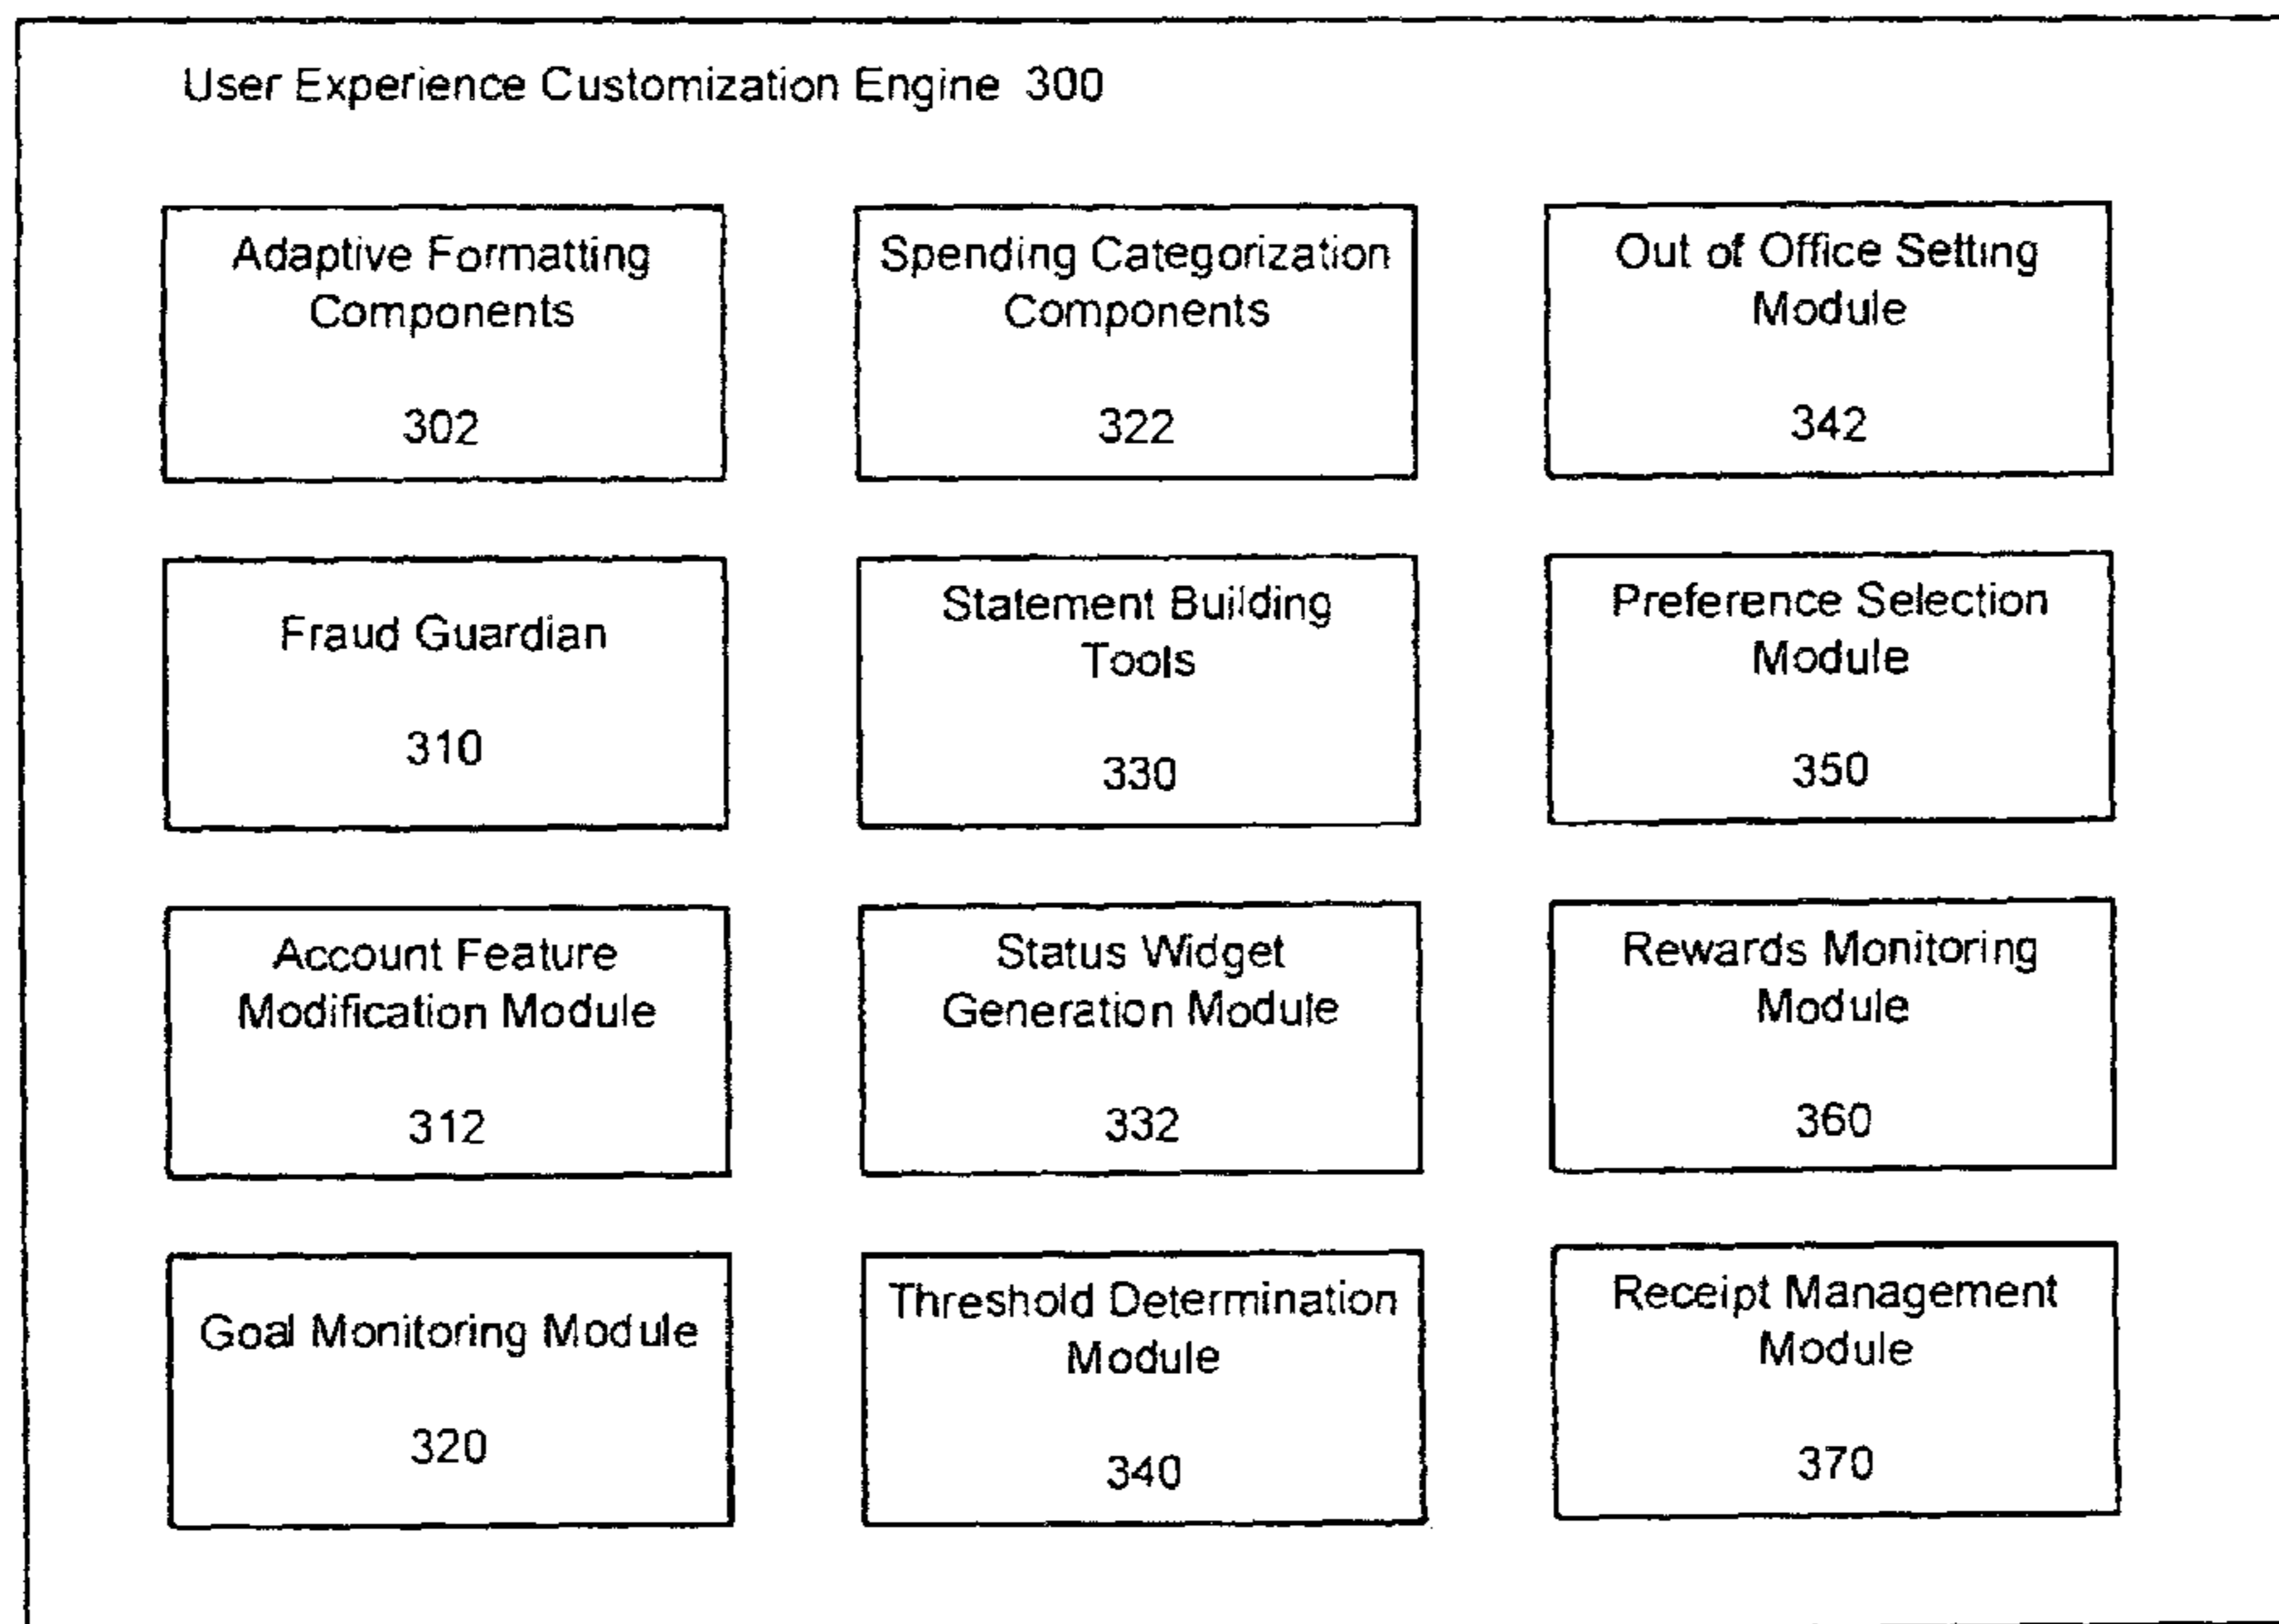 User Experience Customization Engine 300
Adaptive Formatting
Components
302
Spending Categorization
Components
322
Out of Office Setting
Module
342
Fraud Guardian
310
Statement Building
Tools
330
Preference Selection
Module
350
Account Feature
Modification Module
312
Status Widget
Generation Module
332
Rewards Monitoring
Module
360
Goal Monitoring Module
320
Threshold Determination
Module
340
Receipt Management
Module
370